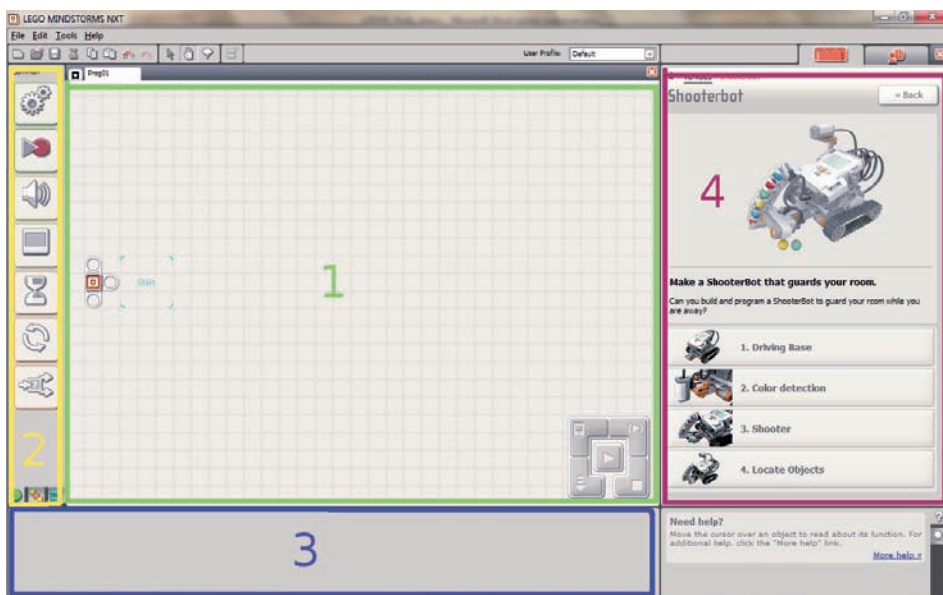 LEGO MINDSTORMS NXT
File Edit Tools Help
User Profile: Default
Prog01
Shooterbot
« Back
4
Start
1
Make a ShooterBot that guards your room.
Can you build and program a ShooterBot to guard your room while you
are away?
1. Driving Base
2. Color detection
3. Shooter
4. Locate Objects
2
3
Need help?
Move the cursor over an object to read about its function. For
additional help, click the "More help" link.
More help »